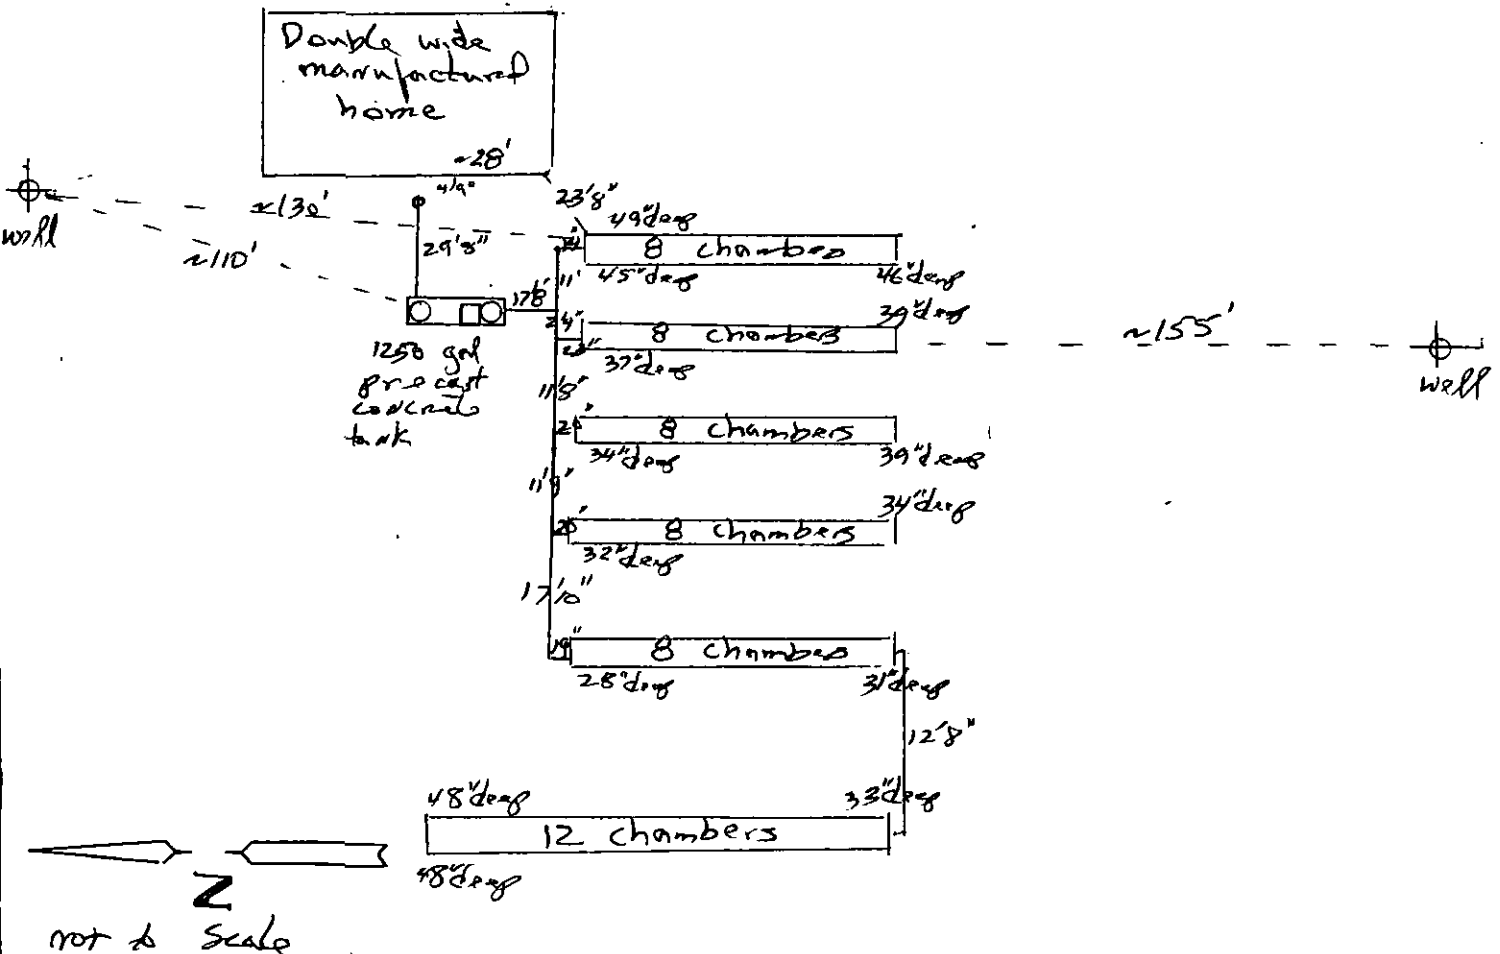 Double wide
manufactured
home
~28'
4/9"
23'8"
well
~130'
~110'
29'8"
49"deep
8 chambers
45"deep
46"deep
11'
17'8"
24"
39"deep
8 chambers
37"deep
~155'
well
1250 gal
precast
concrete
tank
11'8"
8 chambers
34"deep
39"deep
11'9"
34"deep
8 chambers
32"deep
17'10"
19"
8 chambers
28"deep
31"deep
12'8"
48"deep
33"deep
12 chambers
48"deep
N
not to Scale